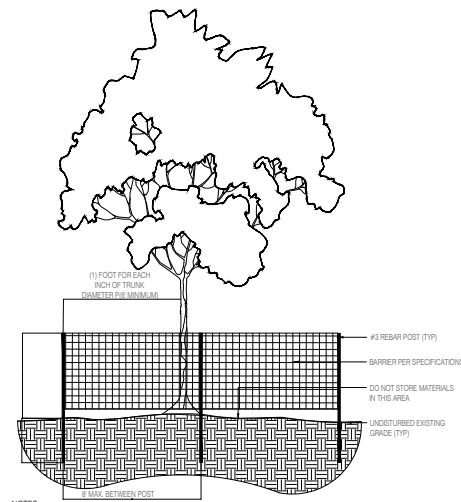 (1) FOOT FOR EACH
INCH OF TRUNK
DIAMETER P(6' MINIMUM)
#3 REBAR POST (TYP)
BARRIER PER SPECIFICATIONS
DO NOT STORE MATERIALS
IN THIS AREA
UNDISTURBED EXISTING
GRADE (TYP)
8' MAX. BETWEEN POST
NOTES